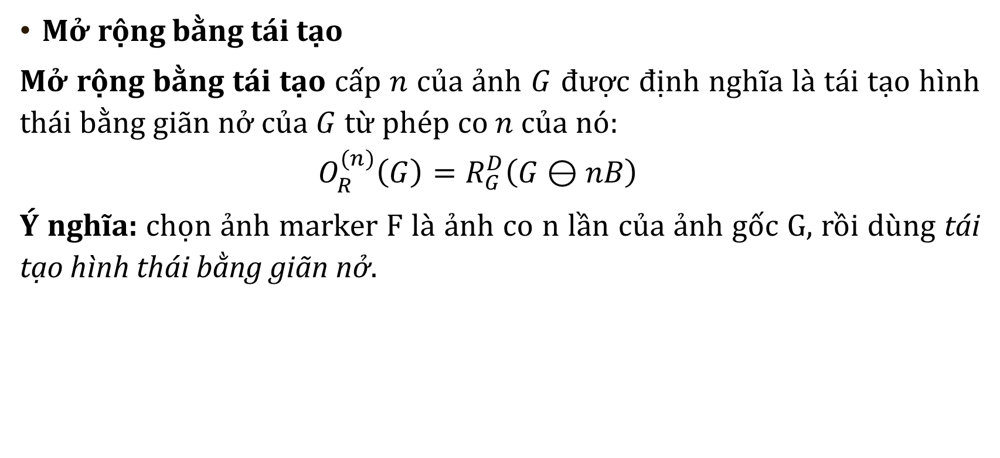 • Mở rộng bằng tái tạo
Mở rộng bằng tái tạo cấp n của ảnh G được định nghĩa là tái tạo hình
thái bằng giãn nở của G từ phép co n của nó:
O_R^{(n)}(G) = R_G^D(G ⊖ nB)
Ý nghĩa: chọn ảnh marker F là ảnh co n lần của ảnh gốc G, rồi dùng tái
tạo hình thái bằng giãn nở.